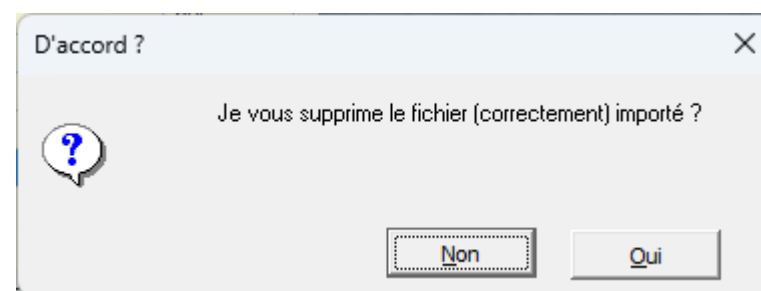 D'accord ?
Je vous supprime le fichier (correctement) importé ?
?
Non
Oui